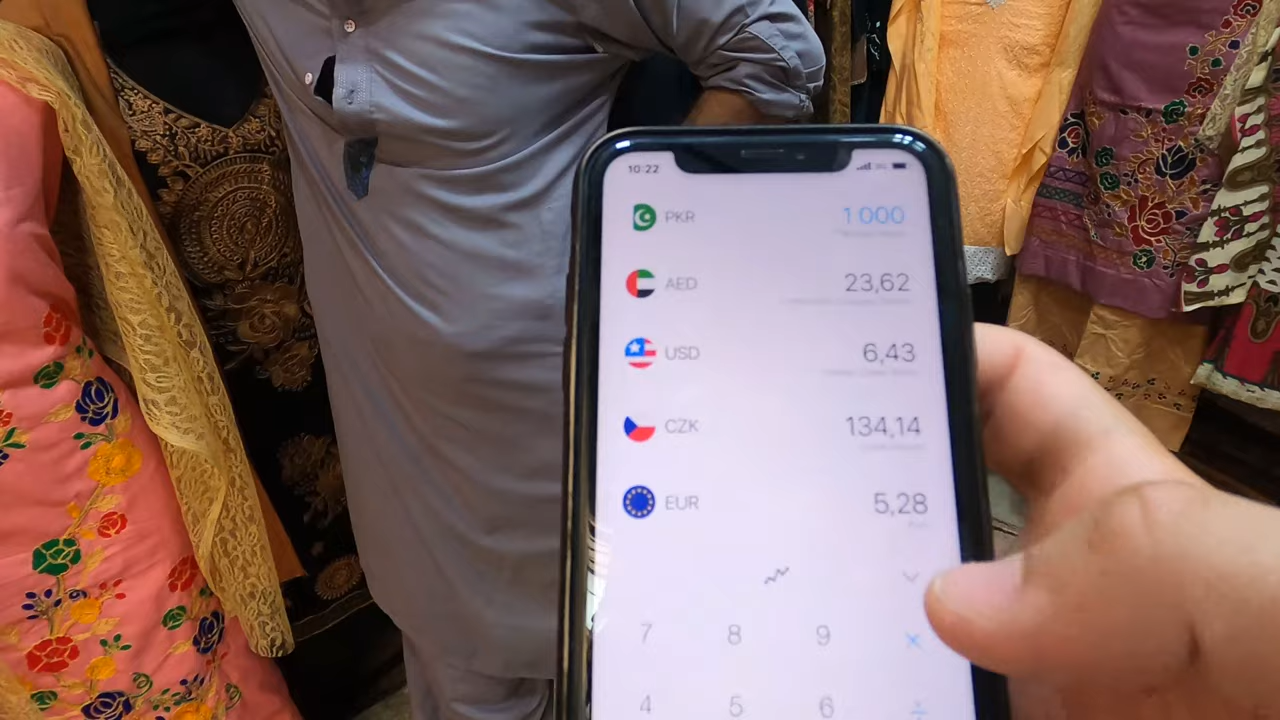 10:22
PKR 1 000
AED 23,62
USD 6,43
CZK 134,14
EUR 5,28
7 8 9 ×
4 5 6 ÷